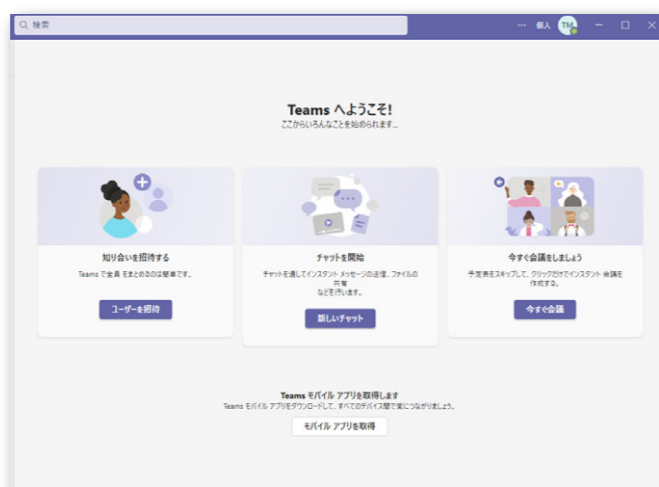 検索
… 個人 TM
Teams へようこそ!
ここからいろんなことを始められます...
知り合いを招待する
Teams で全員 をまとめるのは簡単です。
ユーザーを招待
チャットを開始
チャットを通してインスタント メッセージの送信、ファイルの
共有
などを行います。
新しいチャット
今すぐ会議をしましょう
予定表をスキップして、クリックだけでインスタント 会議を
作成する。
今すぐ会議
Teams モバイル アプリを取得します
Teams モバイル アプリをダウンロードして、すべてのデバイス間で常につながりましょう。
モバイル アプリを取得